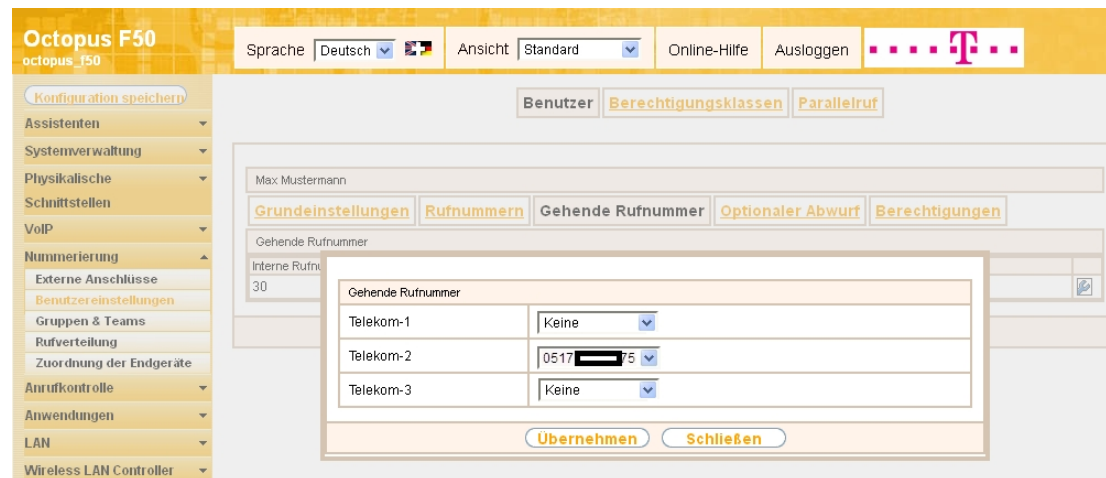 Octopus F50
octopus_f50
Sprache Deutsch Ansicht Standard Online-Hilfe Ausloggen T
Konfiguration speichern
Benutzer Berechtigungsklassen Parallelruf
Assistenten
Systemverwaltung
Physikalische
Schnittstellen
VoIP
Nummerierung
Externe Anschlüsse
Benutzereinstellungen
Gruppen & Teams
Rufverteilung
Zuordnung der Endgeräte
Anrufkontrolle
Anwendungen
LAN
Wireless LAN Controller
Max Mustermann
Grundeinstellungen Rufnummern Gehende Rufnummer Optionaler Abwurf Berechtigungen
Gehende Rufnummer
Interne
30
Gehende Rufnummer
Telekom-1 Keine
Telekom-2 0517 75
Telekom-3 Keine
Übernehmen Schließen